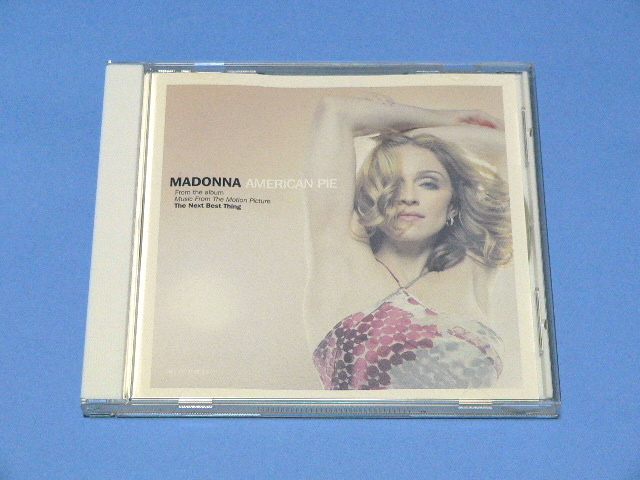 MADONNA AMERICAN PIE
From the album
Music From The Motion Picture
The Next Best Thing